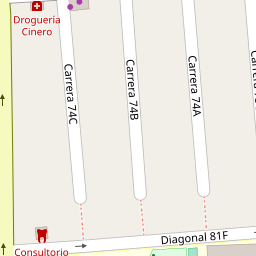 Drogueria
Cinero
Carrera 74C
Carrera 74B
Carrera 74A
Diagonal 81F
Consultorio